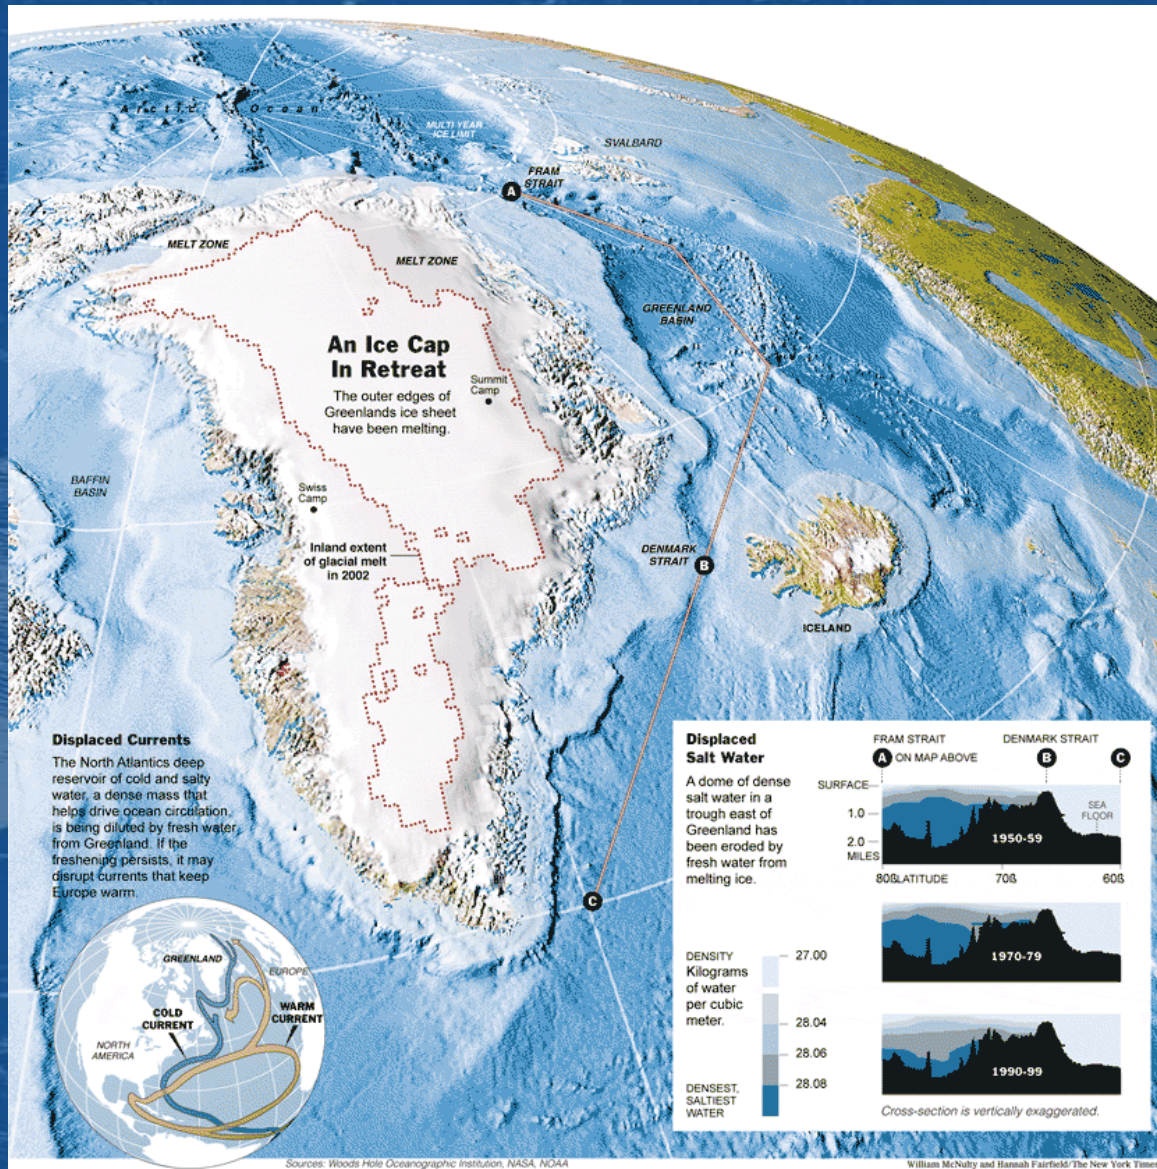 Arctic Ocean
MULTI YEAR
ICE LIMIT
SVALBARD
FRAM
STRAIT
A
MELT ZONE
MELT ZONE
GREENLAND
BASIN
An Ice Cap
In Retreat
The outer edges of
Greenlands ice sheet
have been melting.
Summit
Camp
BAFFIN
BASIN
Swiss
Camp
Inland extent
of glacial melt
in 2002
DENMARK
STRAIT
B
ICELAND
C
Displaced Currents
The North Atlantics deep
reservoir of cold and salty
water, a dense mass that
helps drive ocean circulation,
is being diluted by fresh water
from Greenland. If the
freshening persists, it may
disrupt currents that keep
Europe warm.
GREENLAND
EUROPE
COLD
CURRENT
WARM
CURRENT
NORTH
AMERICA
Displaced
Salt Water
A dome of dense
salt water in a
trough east of
Greenland has
been eroded by
fresh water from
melting ice.
FRAM STRAIT
DENMARK STRAIT
A ON MAP ABOVE
B
C
SURFACE
1.0
2.0
MILES
SEA
FLOOR
1950-59
80ß LATITUDE
70ß
60ß
1970-79
1990-99
DENSITY
Kilograms
of water
per cubic
meter.
27.00
28.04
28.06
28.08
DENSEST,
SALTIEST
WATER
Cross-section is vertically exaggerated.
Sources: Woods Hole Oceanographic Institution, NASA, NOAA
William McNulty and Hannah Fairfield/The New York Times